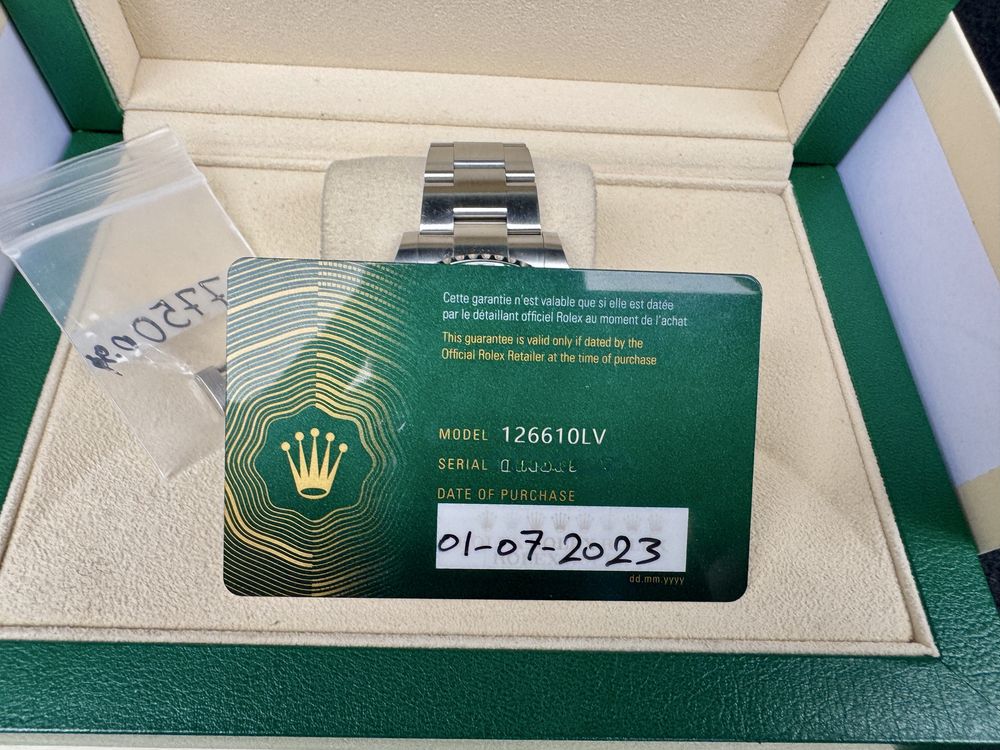 Cette garantie n'est valable que si elle est datée
par le détaillant officiel Rolex au moment de l'achat
This guarantee is valid only if dated by the
Official Rolex Retailer at the time of purchase
MODEL 126610LV
SERIAL
DATE OF PURCHASE
01-07-2023
dd.mm.yyyy